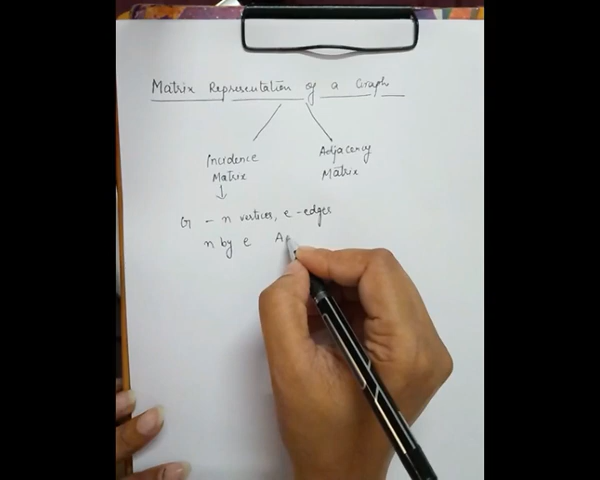 Matrix Representation of a Graph
Incidence Matrix
Adjacency Matrix
G - n vertices, e - edges
n by e A